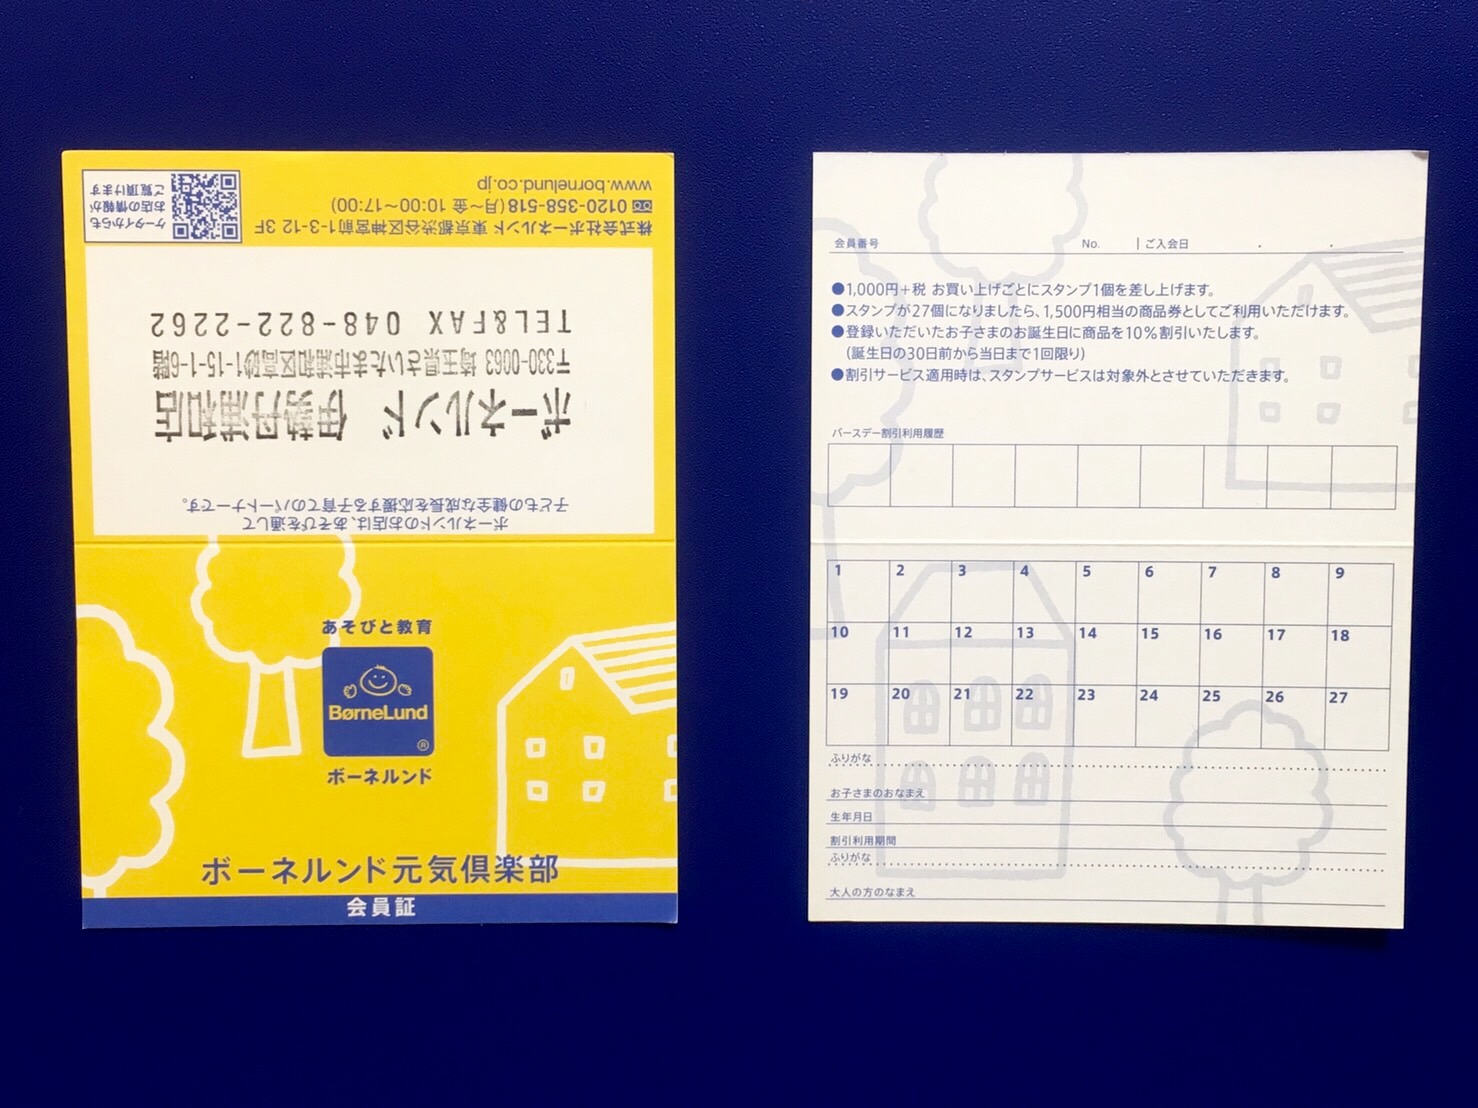 ボーネルンドのお店は、あそびを通して
子どもの健全な成長を応援する子育てのパートナーです。
ボーネルンド 伊勢丹浦和店
〒330-0063 埼玉県さいたま市浦和区高砂1-15-1-6階
TEL&FAX 048-822-2262
株式会社ボーネルンド 東京都渋谷区神宮前1-3-12 3F
0120-358-518(月〜金 10:00〜17:00)
www.bornelund.co.jp
ケータイからも
お店の情報が
ご覧頂けます
あそびと教育
BørneLund
®
ボーネルンド
ボーネルンド元気倶楽部
会員証
会員番号 No. | ご入会日 . .
●1,000円+税 お買い上げごとにスタンプ1個を差し上げます。
●スタンプが27個になりましたら、1,500円相当の商品券としてご利用いただけます。
●登録いただいたお子さまのお誕生日に商品を10%割引いたします。
(誕生日の30日前から当日まで1回限り)
●割引サービス適用時は、スタンプサービスは対象外とさせていただきます。
バースデー割引利用履歴
1 2 3 4 5 6 7 8 9
10 11 12 13 14 15 16 17 18
19 20 21 22 23 24 25 26 27
ふりがな
お子さまのおなまえ
生年月日
割引利用期間
ふりがな
大人の方のなまえ